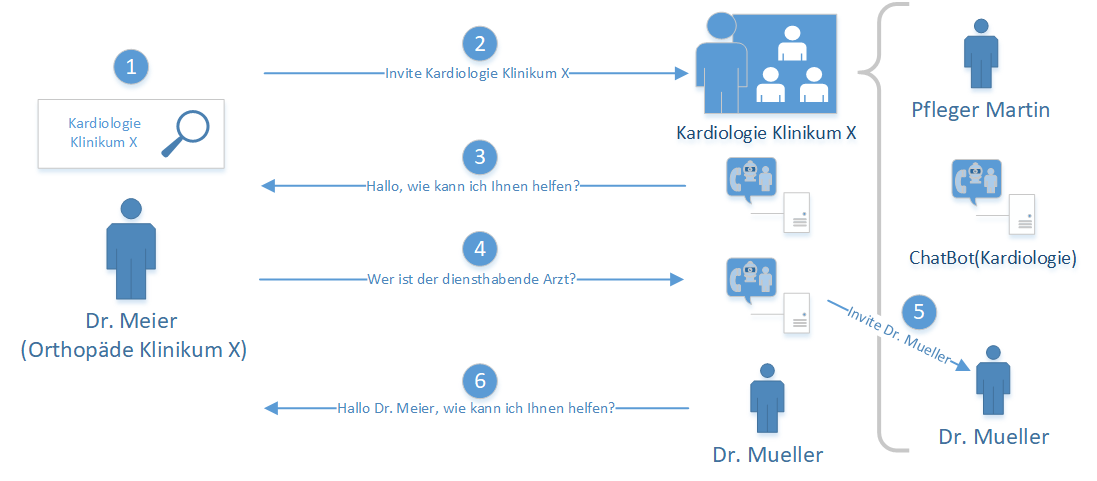 1
Kardiologie
Klinikum X
Dr. Meier
(Orthopäde Klinikum X)
2
Invite Kardiologie Klinikum X
Kardiologie Klinikum X
3
Hallo, wie kann ich Ihnen helfen?
4
Wer ist der diensthabende Arzt?
5
Invite Dr. Mueller
6
Hallo Dr. Meier, wie kann ich Ihnen helfen?
Dr. Mueller
Pfleger Martin
ChatBot(Kardiologie)
Dr. Mueller